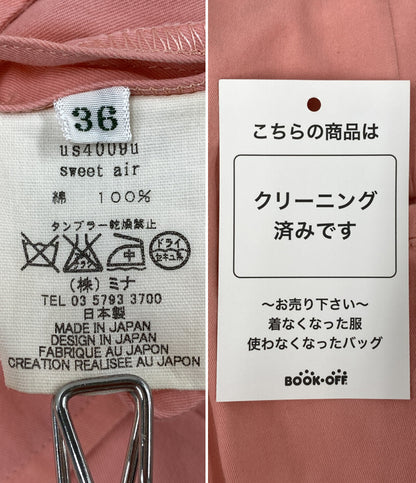 36
us4009u
sweet air
綿 100%
タンブラー乾燥禁止
中
ドライ
セキユ系
(株)ミナ
TEL 03 5793 3700
日本製
MADE IN JAPAN
DESIGN IN JAPAN
FABRIQUE AU JAPON
CREATION REALISEE AU JAPON
こちらの商品は
クリーニング
済みです
〜お売り下さい〜
着なくなった服
使わなくなったバッグ
BOOK・OFF